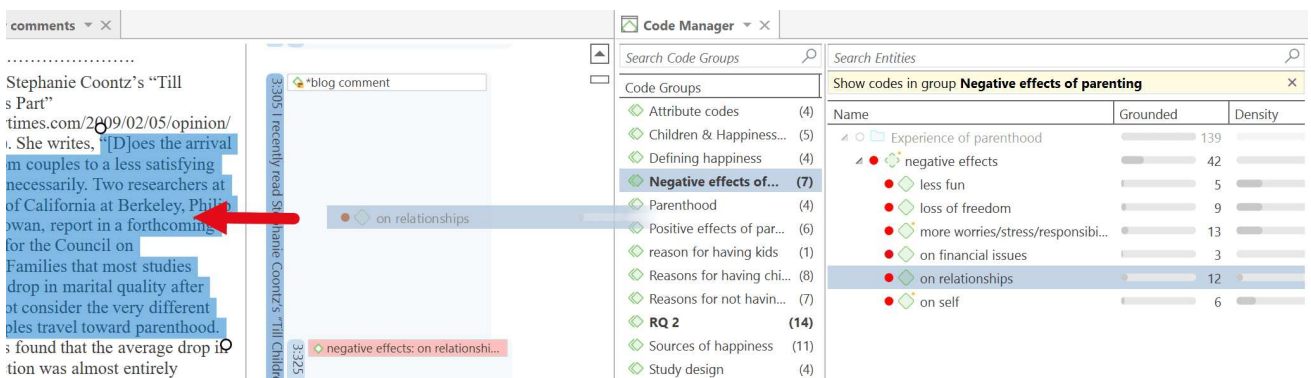 comments
Code Manager
……………………
Stephanie Coontz’s “Till
s Part”
rtimes.com/2009/02/05/opinion/
). She writes, “[D]oes the arrival
om couples to a less satisfying
necessarily. Two researchers at
of California at Berkeley, Philip
owan, report in a forthcoming
for the Council on
Families that most studies
drop in marital quality after
ot consider the very different
ples travel toward parenthood.
s found that the average drop in
tion was almost entirely
3:305 I recently read Stephanie Coontz’s “Till Childre
*blog comment
on relationships
3:325
negative effects: on relationshi...
Search Code Groups
Code Groups
Attribute codes (4)
Children & Happiness... (5)
Defining happiness (4)
Negative effects of... (7)
Parenthood (4)
Positive effects of par... (6)
reason for having kids (1)
Reasons for having chi... (8)
Reasons for not havin... (7)
RQ 2 (14)
Sources of happiness (11)
Study design (4)
Search Entities
Show codes in group Negative effects of parenting
Name Grounded Density
Experience of parenthood 139
negative effects 42
less fun 5
loss of freedom 9
more worries/stress/responsibi... 13
on financial issues 3
on relationships 12
on self 6